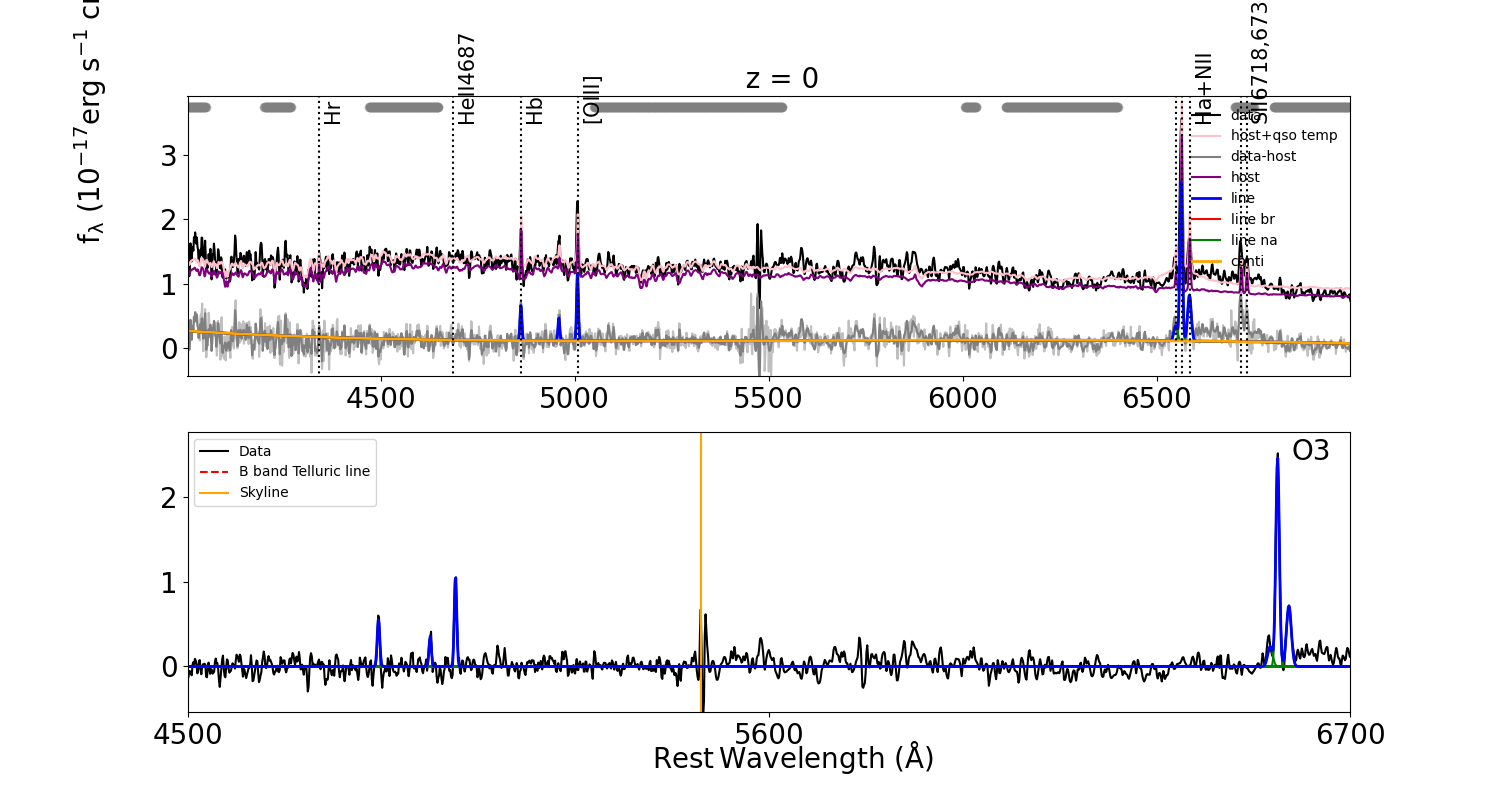 z = 0
fλ (10−17erg s−1 c
Hr
HeII4687
Hb
[OIII]
Ha+NII
SII6718,673
data
host+qso temp
data-host
host
line
line br
line na
conti
3
2
1
0
4500 5000 5500 6000 6500
Data
B band Telluric line
Skyline
O3
2
1
0
4500 5600 6700
Rest Wavelength (Å)